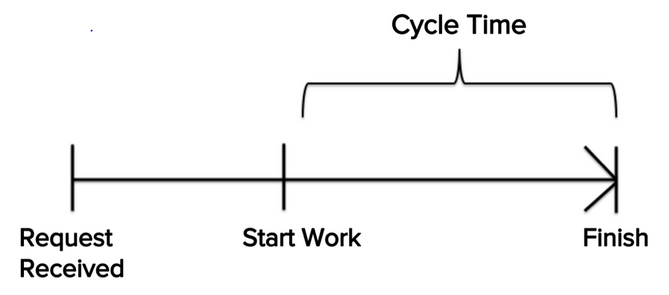 Cycle Time
Request
Received
Start Work
Finish